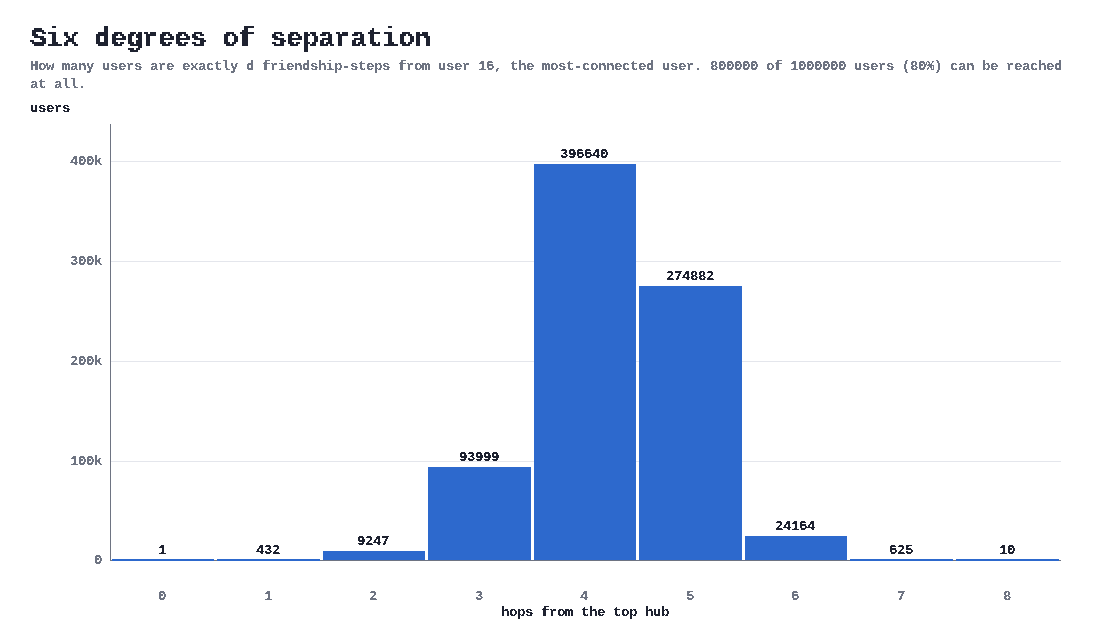 Six degrees of separation
How many users are exactly d friendship-steps from user 16, the most-connected user. 800000 of 1000000 users (80%) can be reached
at all.
users
400k
300k
200k
100k
0
1
432
9247
93999
396640
274882
24164
625
10
0 1 2 3 4 5 6 7 8
hops from the top hub